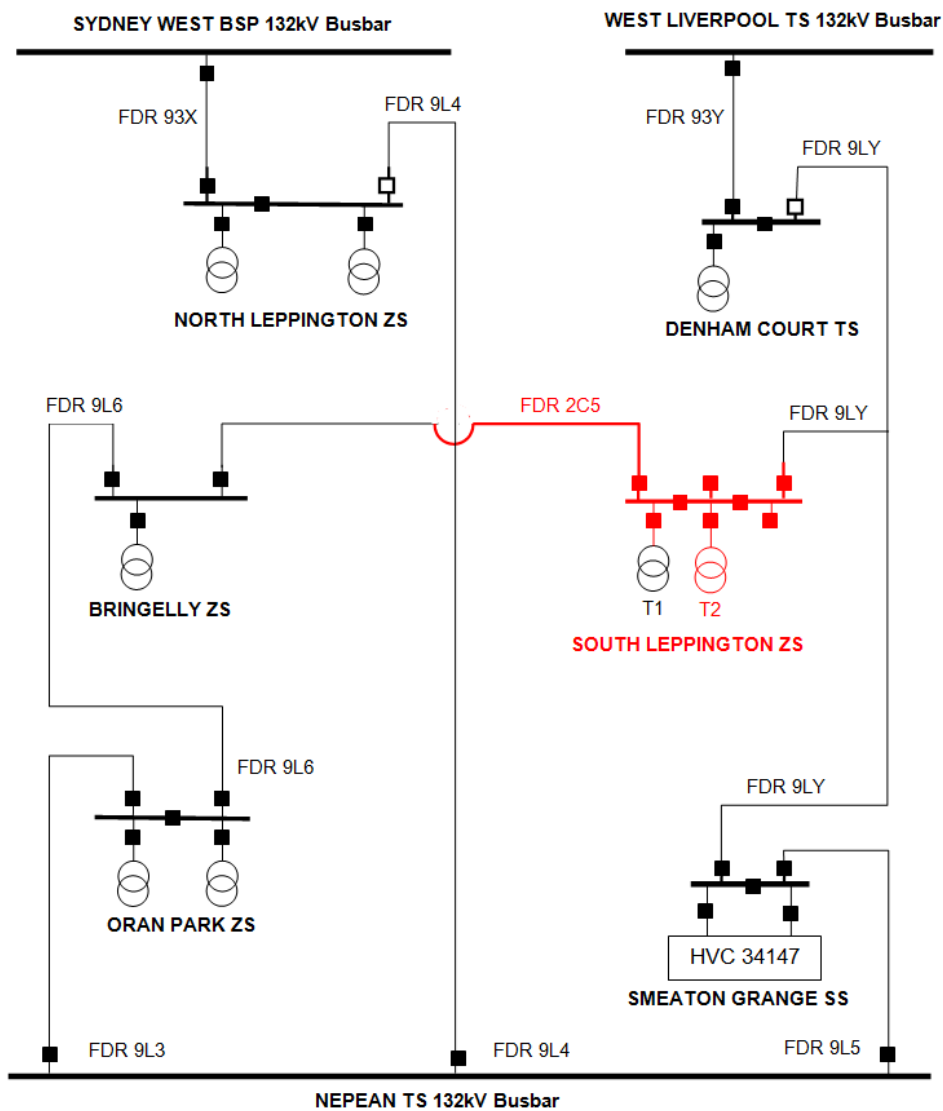 SYDNEY WEST BSP 132kV Busbar
WEST LIVERPOOL TS 132kV Busbar
FDR 93X
FDR 9L4
FDR 93Y
FDR 9LY
NORTH LEPPINGTON ZS
DENHAM COURT TS
FDR 9L6
FDR 2C5
FDR 9LY
BRINGELLY ZS
T1
T2
SOUTH LEPPINGTON ZS
FDR 9L6
FDR 9LY
ORAN PARK ZS
HVC 34147
SMEATON GRANGE SS
FDR 9L3
FDR 9L4
FDR 9L5
NEPEAN TS 132kV Busbar